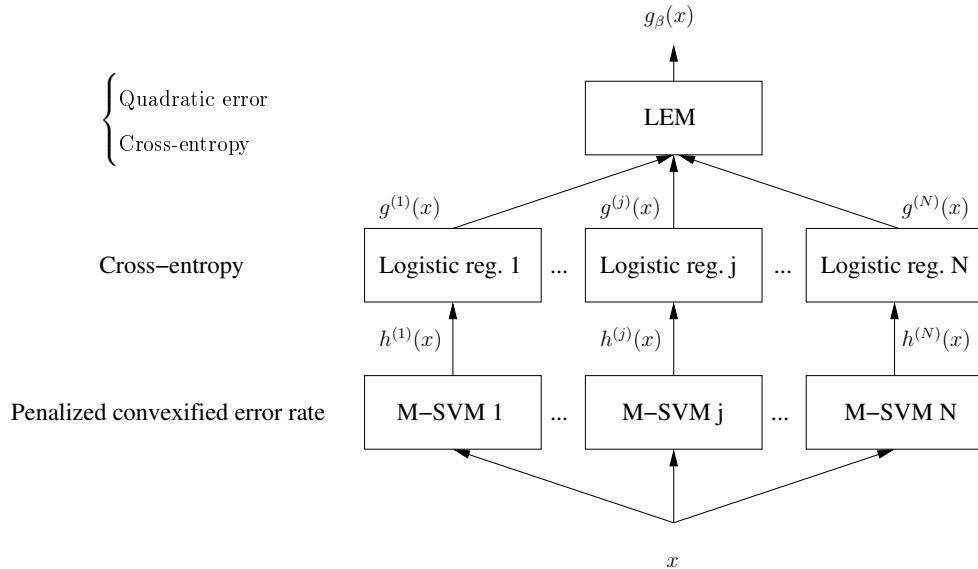 g_β(x)
Quadratic error
Cross-entropy
LEM
g^(1)(x) g^(j)(x) g^(N)(x)
Cross−entropy
Logistic reg. 1 ... Logistic reg. j ... Logistic reg. N
h^(1)(x) h^(j)(x) h^(N)(x)
Penalized convexified error rate
M−SVM 1 ... M−SVM j ... M−SVM N
x